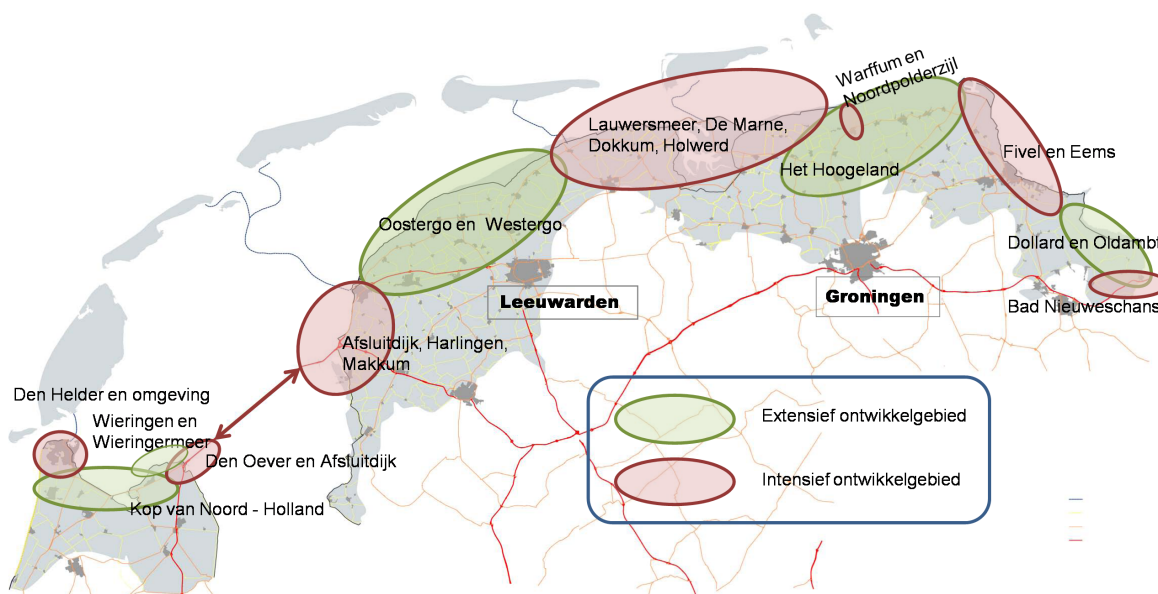 Warffum en
Noordpolderzijl
Lauwersmeer, De Marne,
Dokkum, Holwerd
Fivel en Eems
Het Hoogeland
Oostergo en Westergo
Dollard en Oldambt
Leeuwarden
Groningen
Bad Nieuweschans
Afsluitdijk, Harlingen,
Makkum
Den Helder en omgeving
Wieringen en
Wieringermeer
Den Oever en Afsluitdijk
Kop van Noord - Holland
Extensief ontwikkelgebied
Intensief ontwikkelgebied